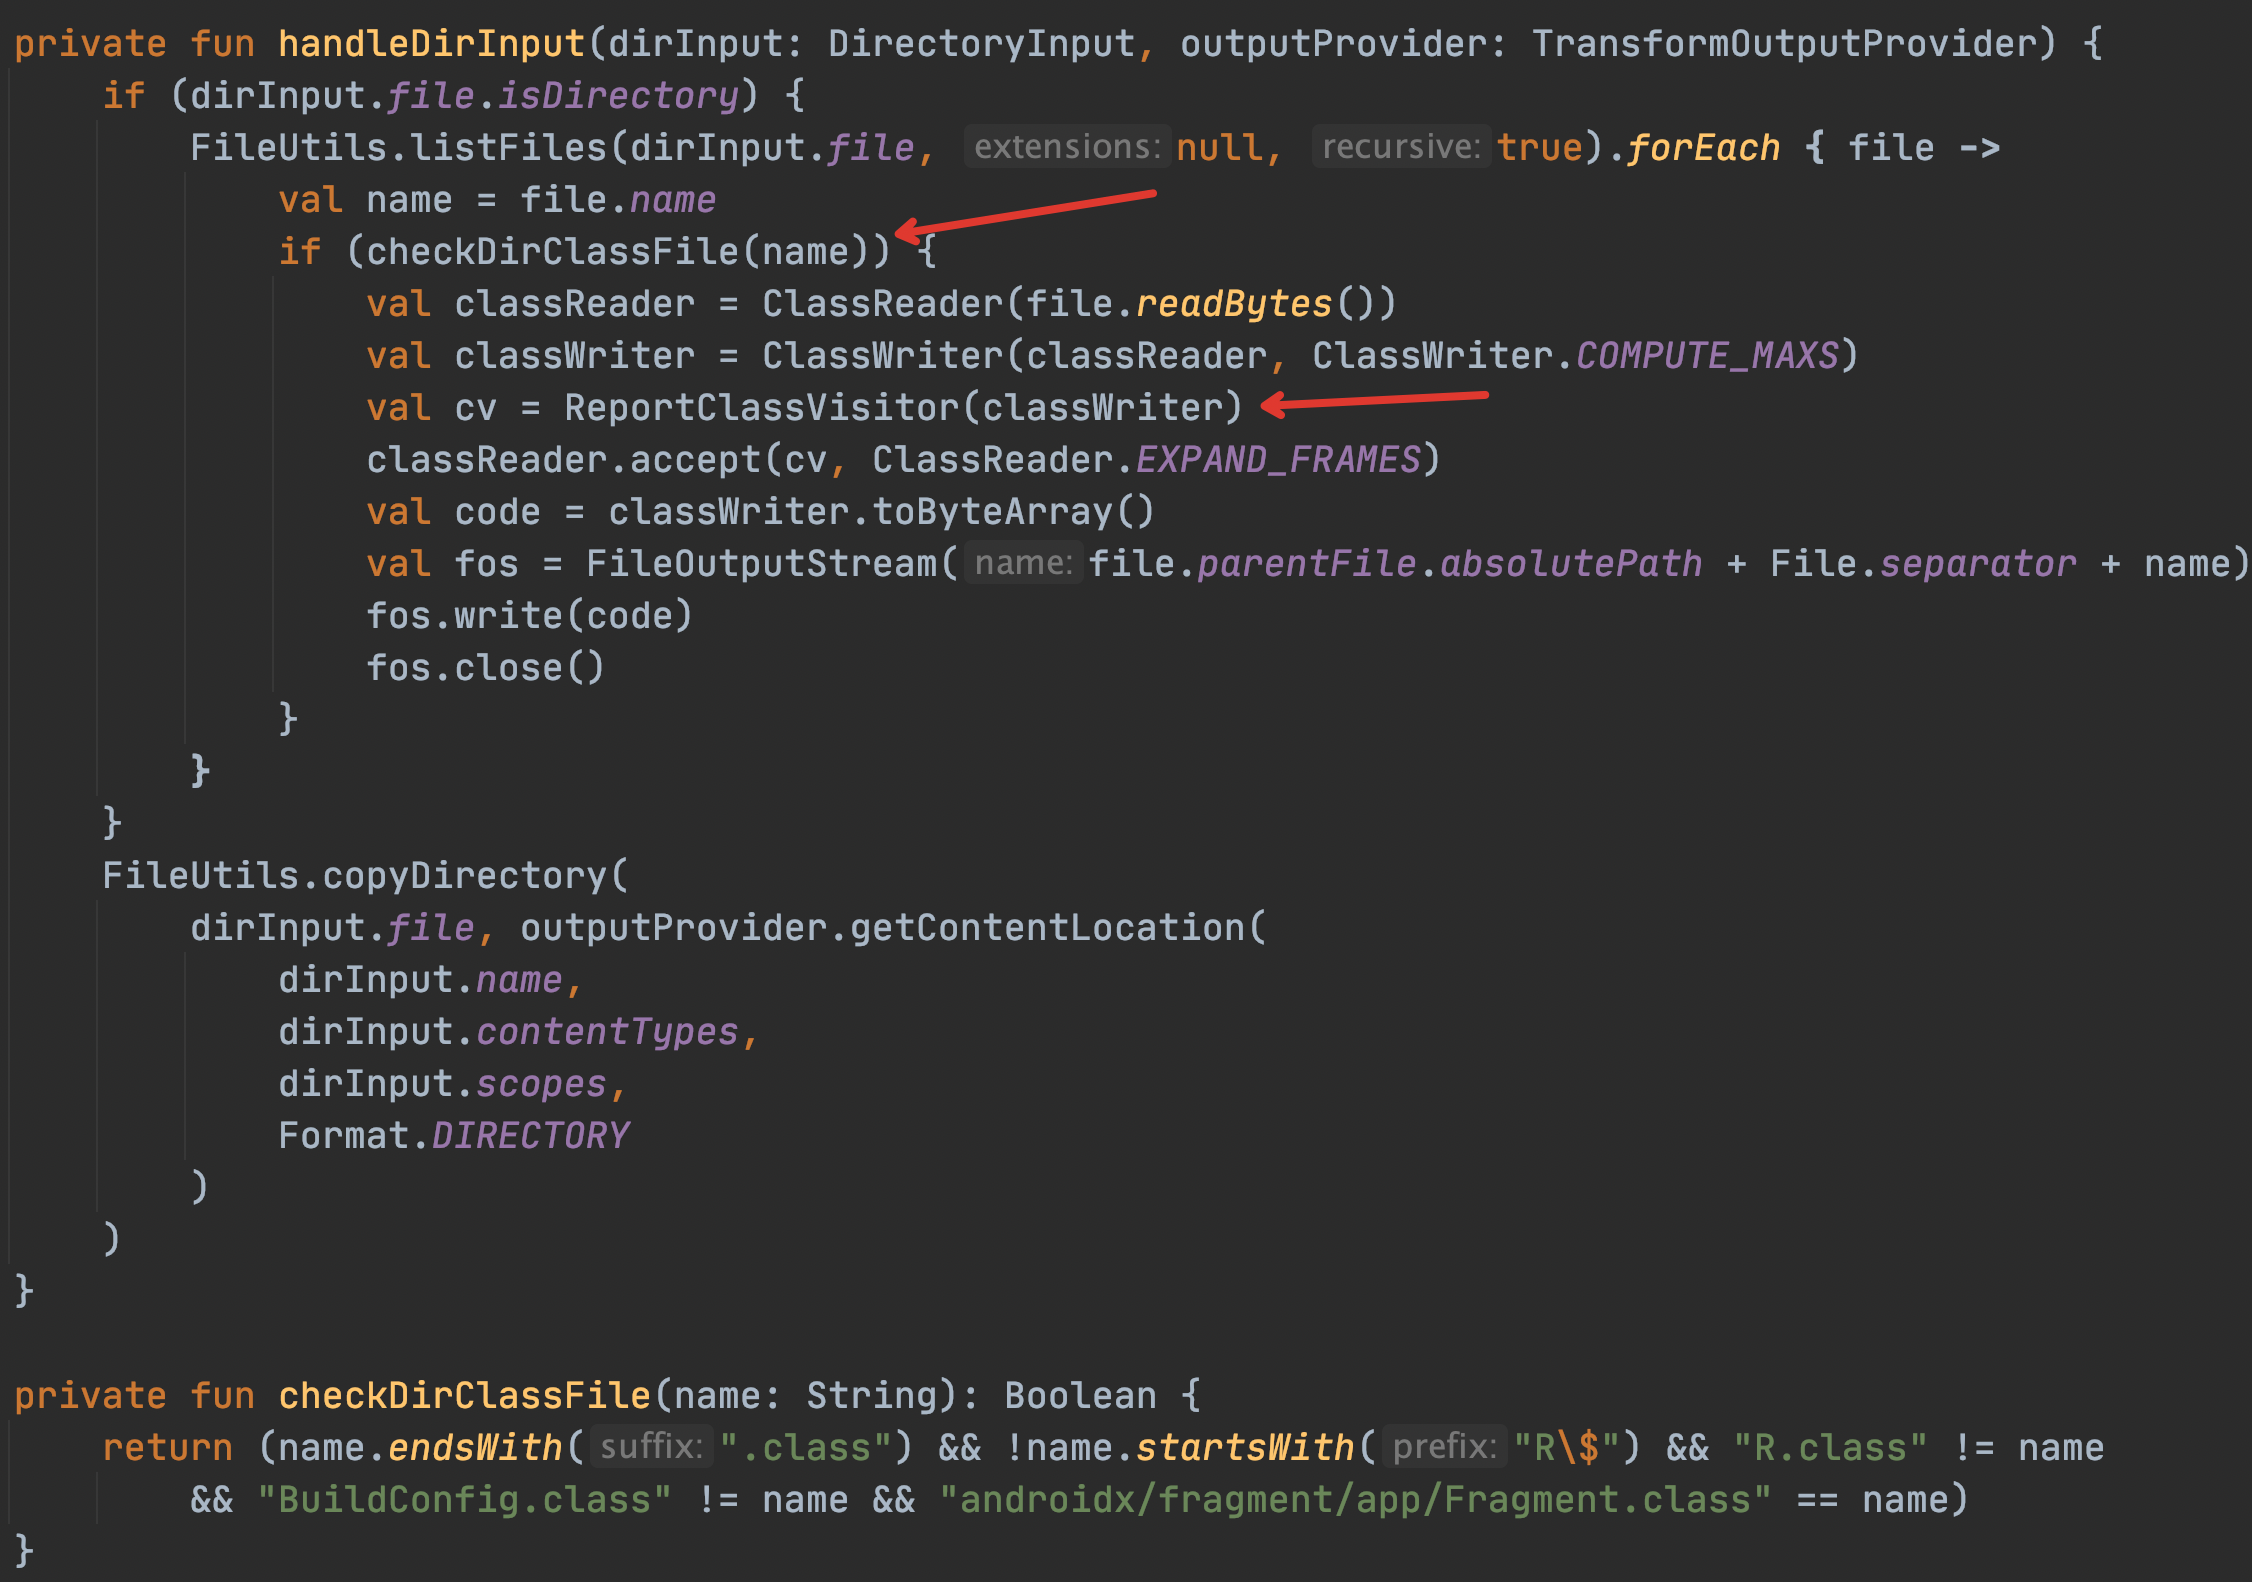 private fun handleDirInput(dirInput: DirectoryInput, outputProvider: TransformOutputProvider) {
    if (dirInput.file.isDirectory) {
        FileUtils.listFiles(dirInput.file, extensions: null, recursive: true).forEach { file ->
            val name = file.name
            if (checkDirClassFile(name)) {
                val classReader = ClassReader(file.readBytes())
                val classWriter = ClassWriter(classReader, ClassWriter.COMPUTE_MAXS)
                val cv = ReportClassVisitor(classWriter)
                classReader.accept(cv, ClassReader.EXPAND_FRAMES)
                val code = classWriter.toByteArray()
                val fos = FileOutputStream( name: file.parentFile.absolutePath + File.separator + name)
                fos.write(code)
                fos.close()
            }
        }
    }
    FileUtils.copyDirectory(
        dirInput.file, outputProvider.getContentLocation(
            dirInput.name,
            dirInput.contentTypes,
            dirInput.scopes,
            Format.DIRECTORY
        )
    )
}
private fun checkDirClassFile(name: String): Boolean {
    return (name.endsWith( suffix: ".class") && !name.startsWith( prefix: "R\$") && "R.class" != name
        && "BuildConfig.class" != name && "androidx/fragment/app/Fragment.class" == name)
}